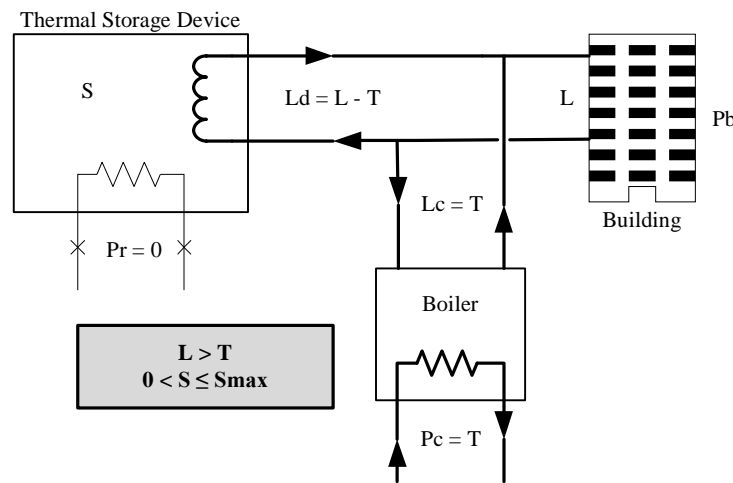 Thermal Storage Device
S
Ld = L - T
L
Pb
Lc = T
Building
Pr = 0
Boiler
L > T
0 < S ≤ Smax
Pc = T